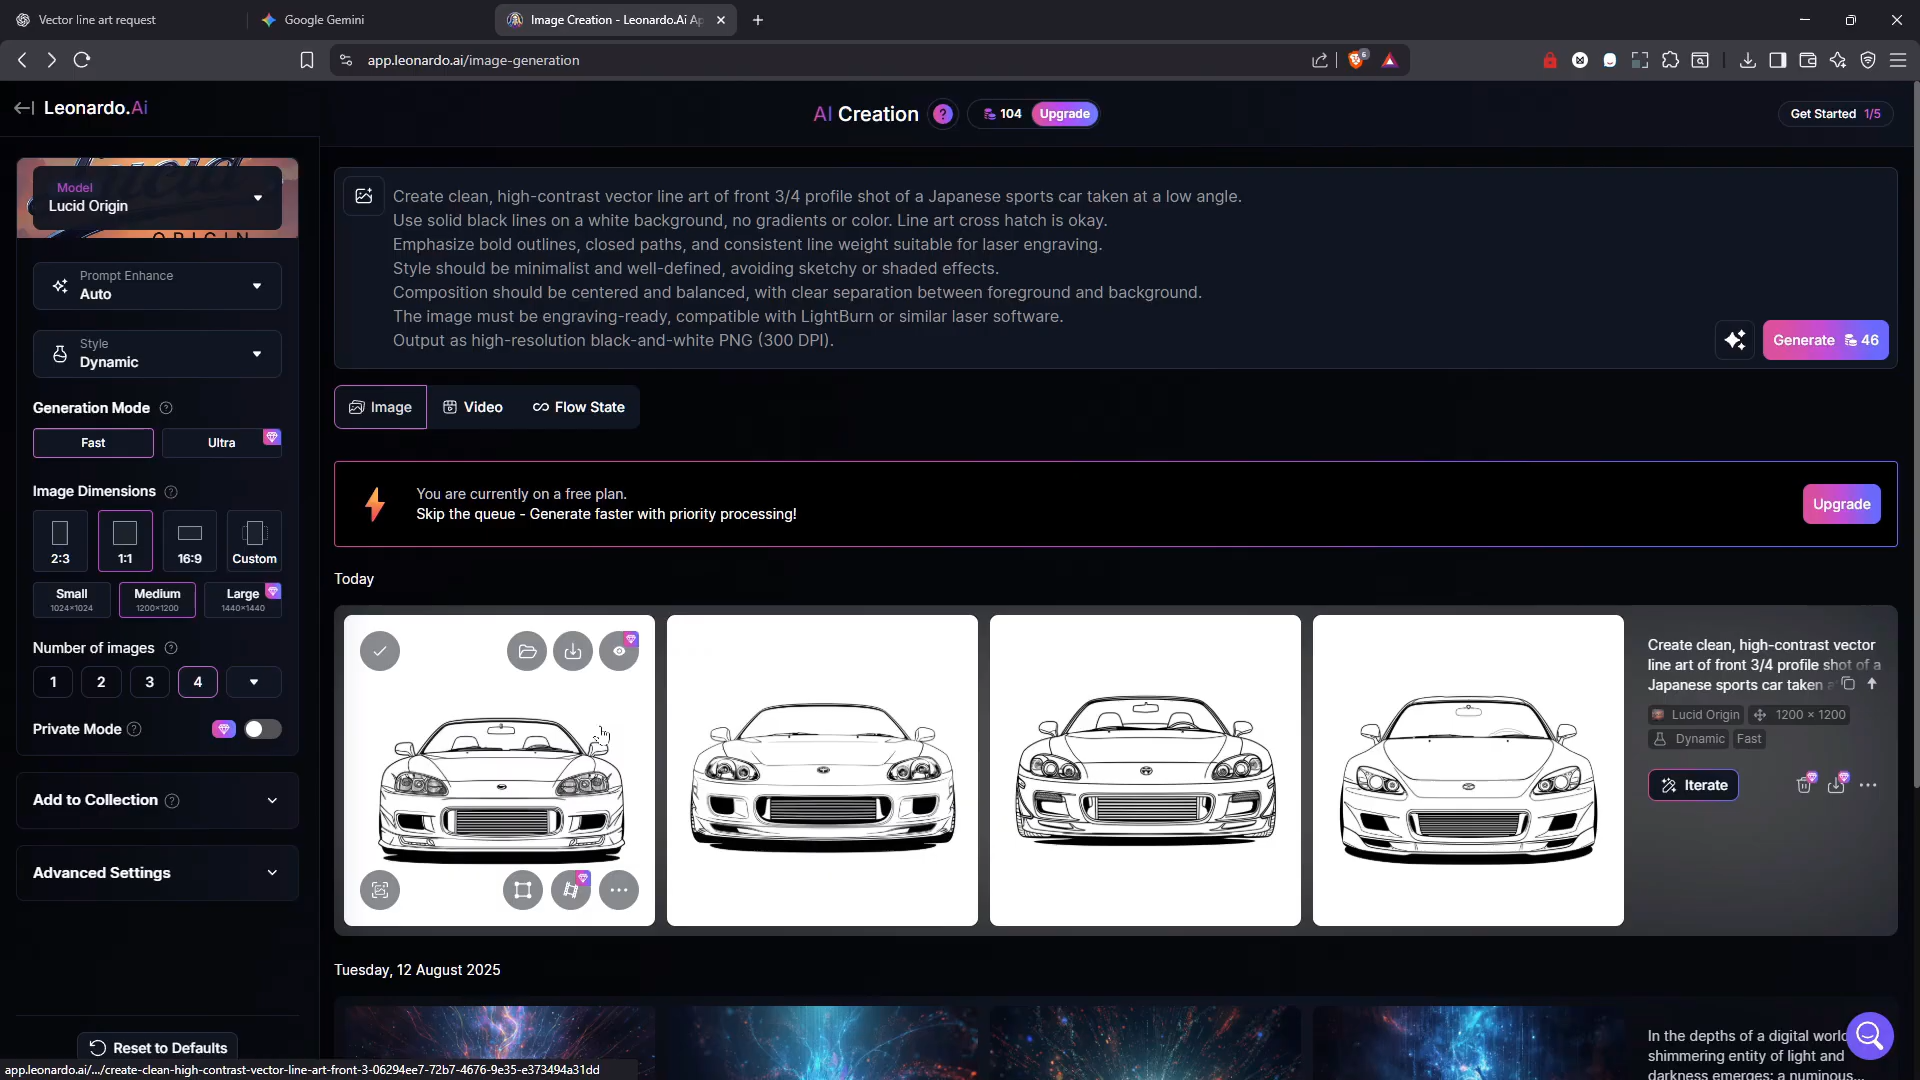 Vector line art request
Google Gemini
Image Creation - Leonardo.Ai Ap
app.leonardo.ai/image-generation
6
Leonardo.Ai
AI Creation
?
104
Upgrade
Get Started 1/5
Model
Lucid Origin
ORIGIN
Prompt Enhance
Auto
Style
Dynamic
Generation Mode
Fast
Ultra
Image Dimensions
2:3
1:1
16:9
Custom
Small
1024×1024
Medium
1200×1200
Large
1440×1440
Number of images
1
2
3
4
Private Mode
Add to Collection
Advanced Settings
Reset to Defaults
Create clean, high-contrast vector line art of front 3/4 profile shot of a Japanese sports car taken at a low angle.
Use solid black lines on a white background, no gradients or color. Line art cross hatch is okay.
Emphasize bold outlines, closed paths, and consistent line weight suitable for laser engraving.
Style should be minimalist and well-defined, avoiding sketchy or shaded effects.
Composition should be centered and balanced, with clear separation between foreground and background.
The image must be engraving-ready, compatible with LightBurn or similar laser software.
Output as high-resolution black-and-white PNG (300 DPI).
Generate 46
Image
Video
Flow State
You are currently on a free plan.
Skip the queue - Generate faster with priority processing!
Upgrade
Today
Create clean, high-contrast vector
line art of front 3/4 profile shot of a
Japanese sports car taken
Lucid Origin
1200 × 1200
Dynamic
Fast
Iterate
Tuesday, 12 August 2025
In the depths of a digital world
shimmering entity of light and
darkness emerges: a numinous...
app.leonardo.ai/.../create-clean-high-contrast-vector-line-art-front-3-06294ee7-72b7-4676-9e35-e373494a31dd